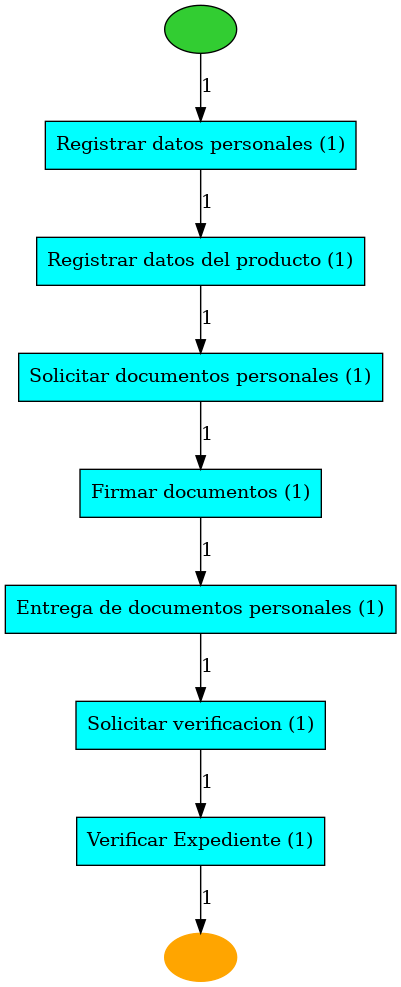 1
Registrar datos personales (1)
1
Registrar datos del producto (1)
1
Solicitar documentos personales (1)
1
Firmar documentos (1)
1
Entrega de documentos personales (1)
1
Solicitar verificacion (1)
1
Verificar Expediente (1)
1